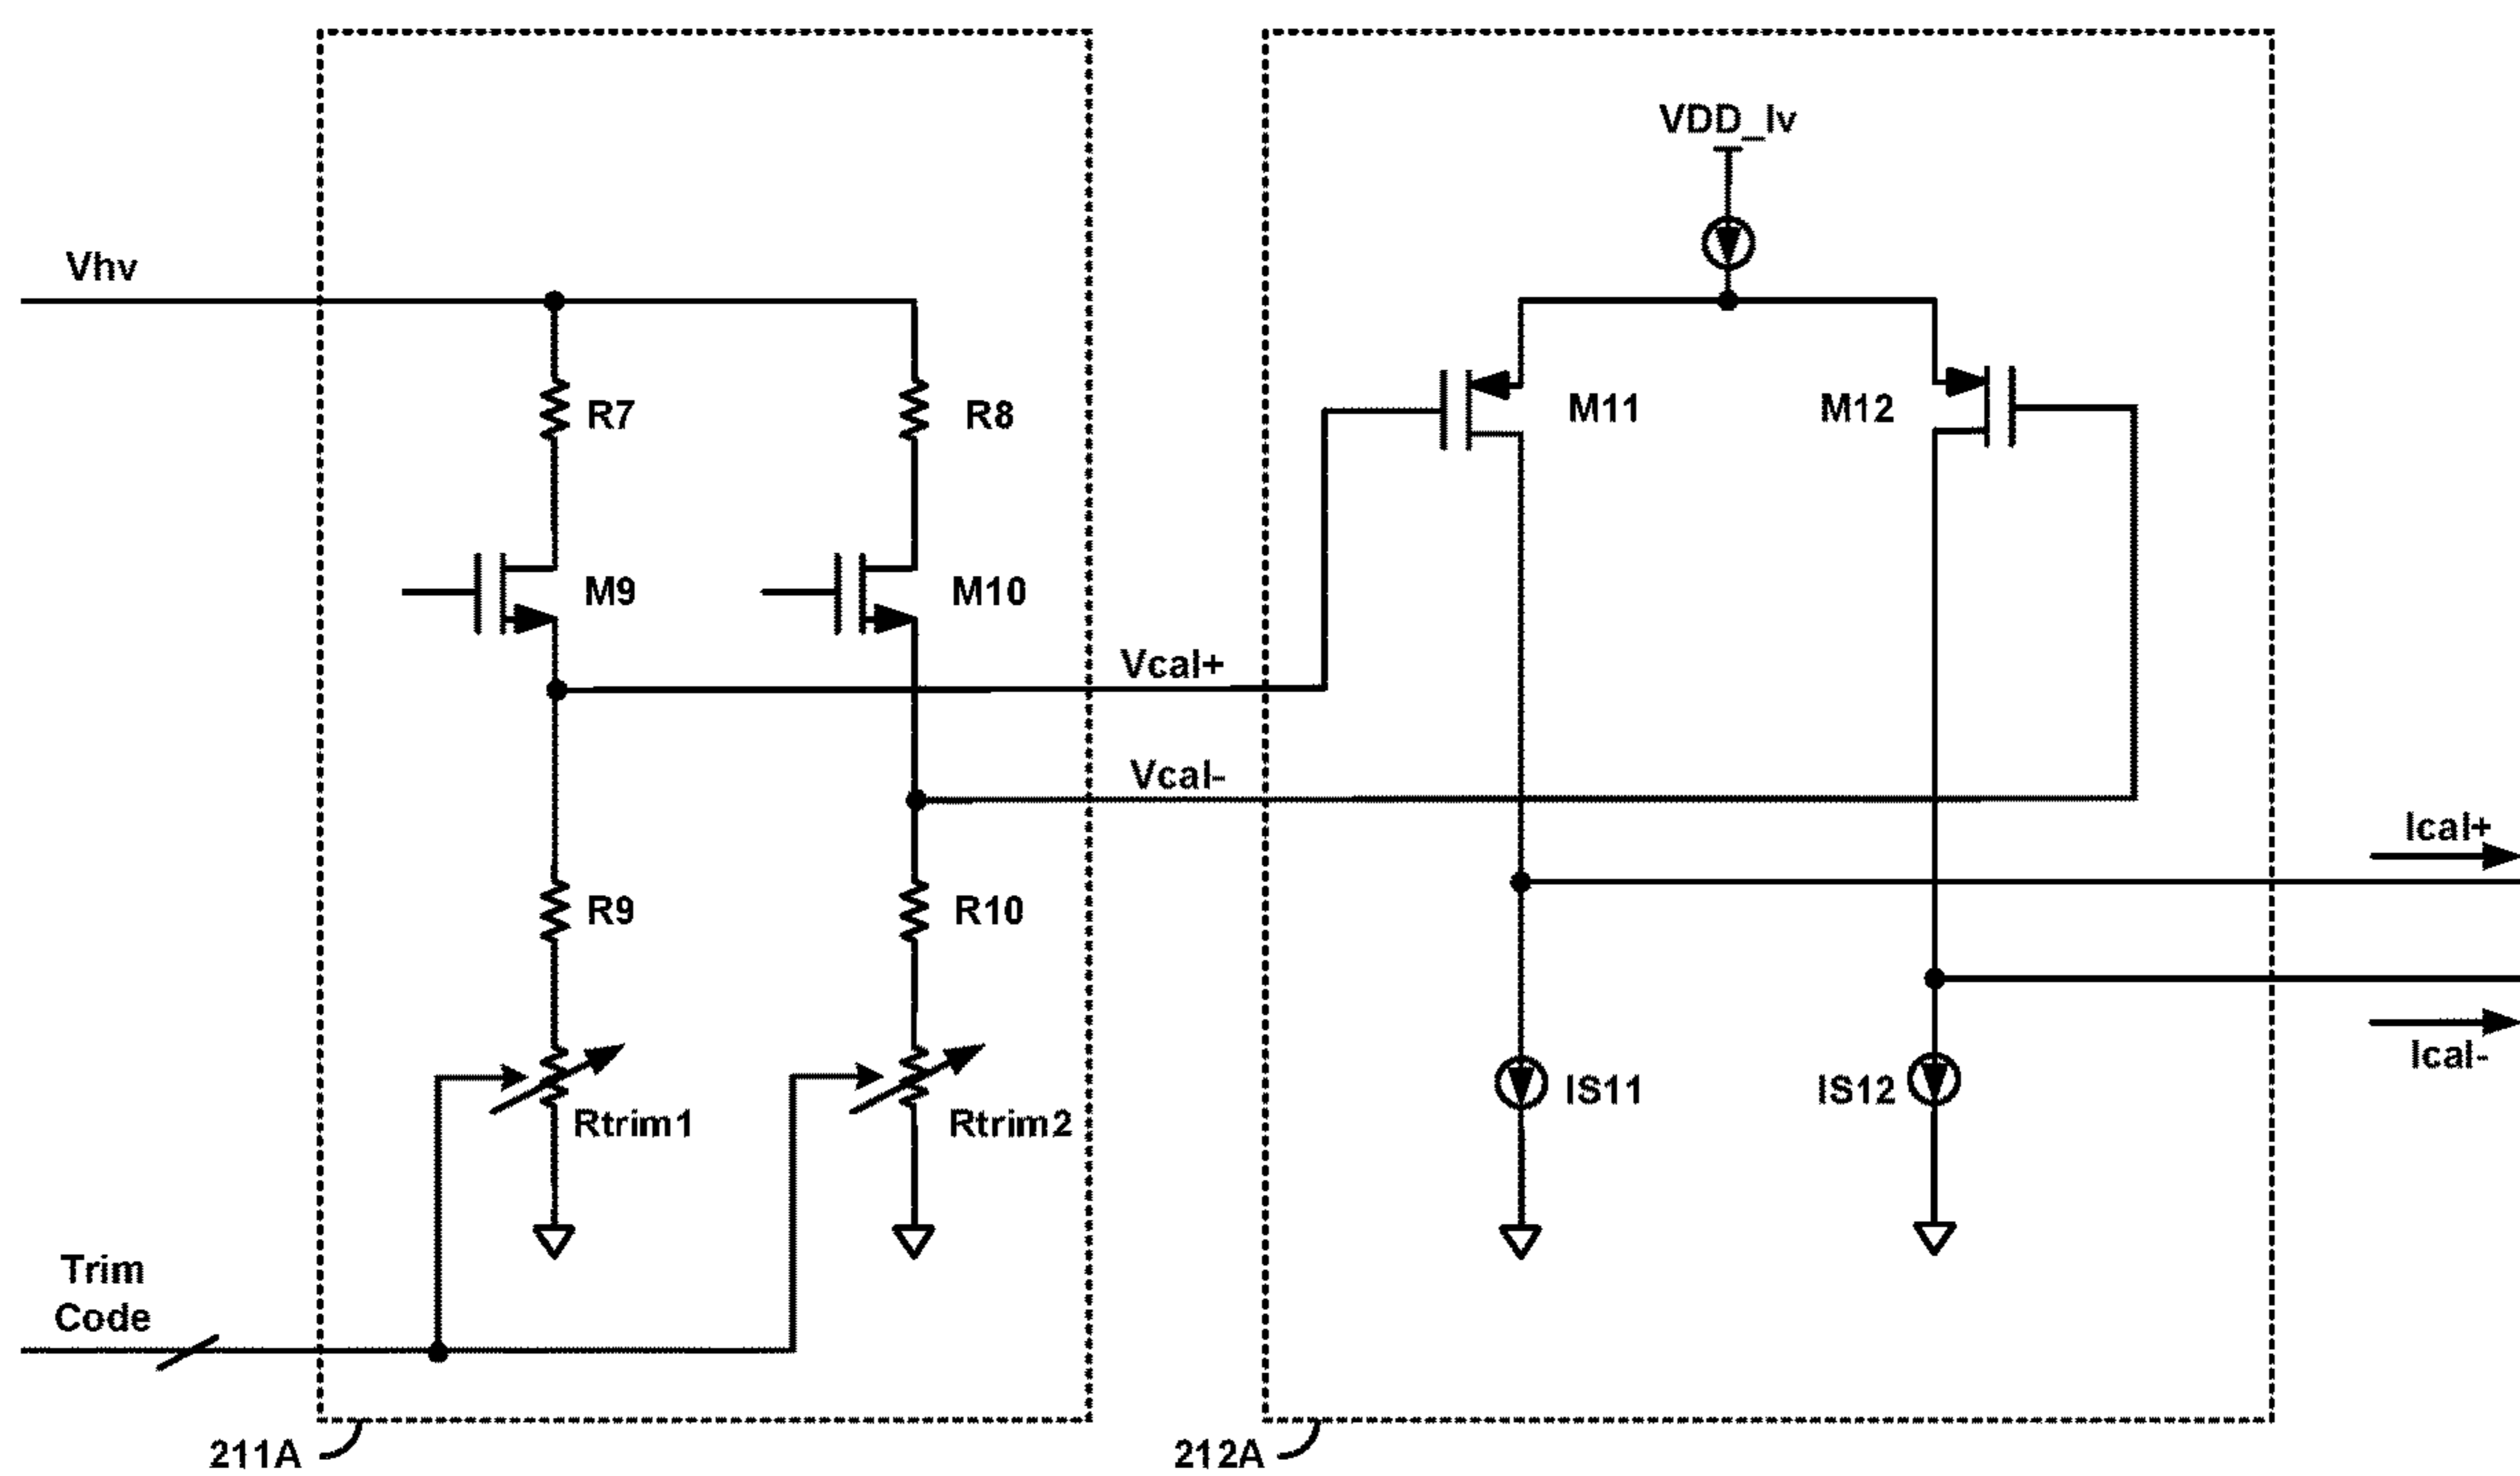 VDD_lv
Vhv
R7
R8
M11
M12
M9
M10
Vcal+
Vcal-
Ical+
R9
R10
Ical-
IS11
IS12
Rtrim1
Rtrim2
Trim
Code
211A
212A